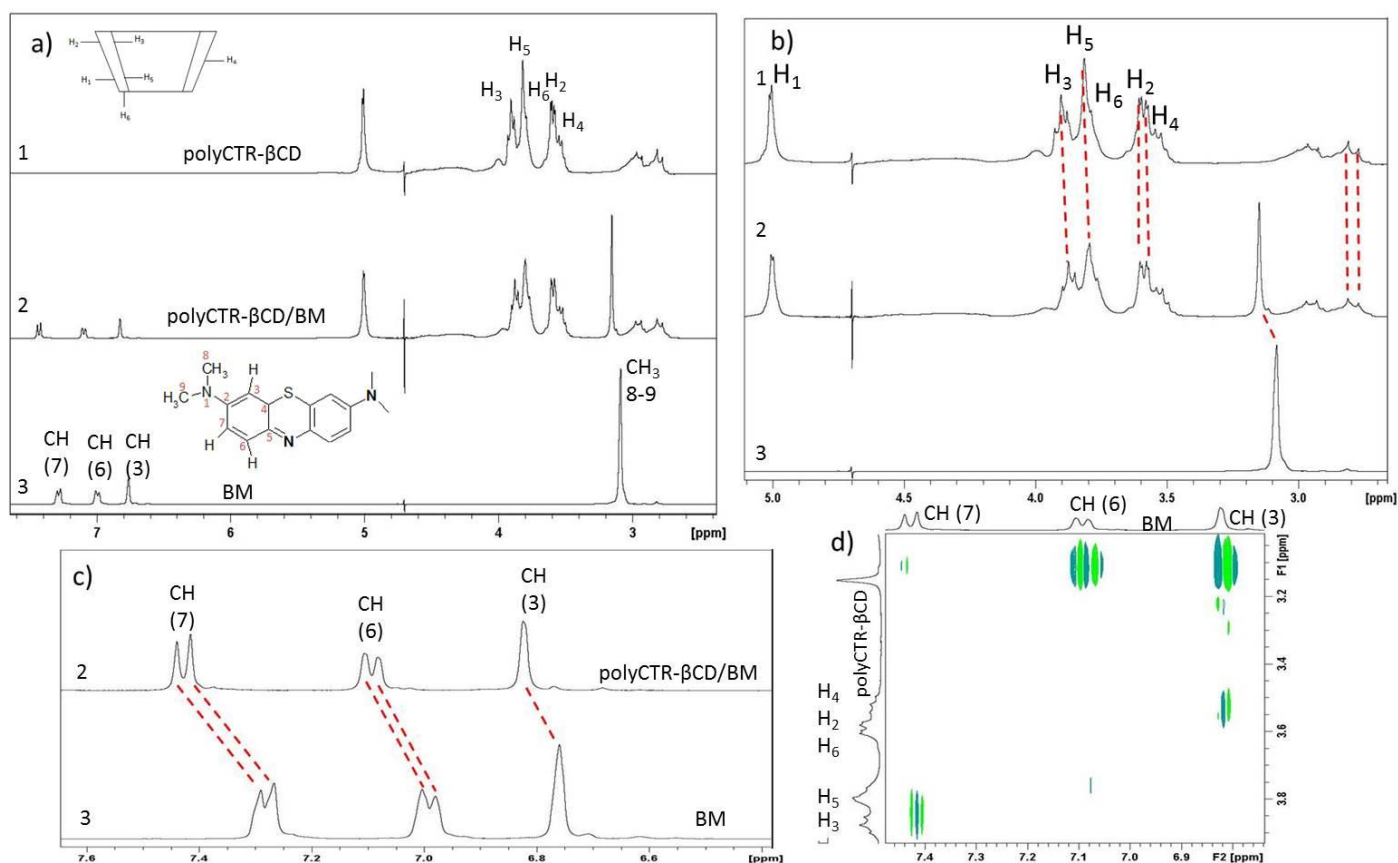 a)
H₂
H₃
H₄
H₁
H₅
H₆
H₃
H₅
H₆
H₂
H₄
1
polyCTR-βCD
2
polyCTR-βCD/BM
8
CH₃
H
9
H₃C
N
1
2
3
4
S
N
7
5
N
H
6
H
CH₃
8-9
CH
(7)
CH
(6)
CH
(3)
3
BM
7
6
5
4
3
[ppm]
b)
1
H₁
H₃
H₅
H₆
H₂
H₄
2
3
5.0
4.5
4.0
3.5
3.0
[ppm]
c)
CH
(7)
CH
(6)
CH
(3)
2
polyCTR-βCD/BM
3
BM
7.6
7.4
7.2
7.0
6.8
[ppm]
d)
CH (7)
CH (6)
BM
CH (3)
polyCTR-βCD
H₄
H₂
H₆
H₅
H₃
F1 [ppm]
3.2
3.4
3.6
3.8
7.4
7.3
7.2
7.1
7.0
6.9
F2 [ppm]